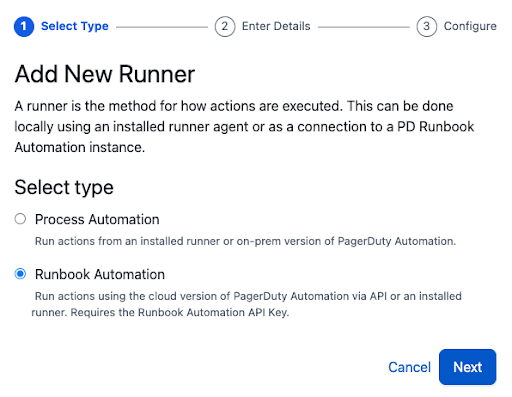 1 Select Type 2 Enter Details 3 Configure
Add New Runner
A runner is the method for how actions are executed. This can be done
locally using an installed runner agent or as a connection to a PD Runbook
Automation instance.
Select type
Process Automation
Run actions from an installed runner or on-prem version of PagerDuty Automation.
Runbook Automation
Run actions using the cloud version of PagerDuty Automation via API or an installed
runner. Requires the Runbook Automation API Key.
Cancel Next